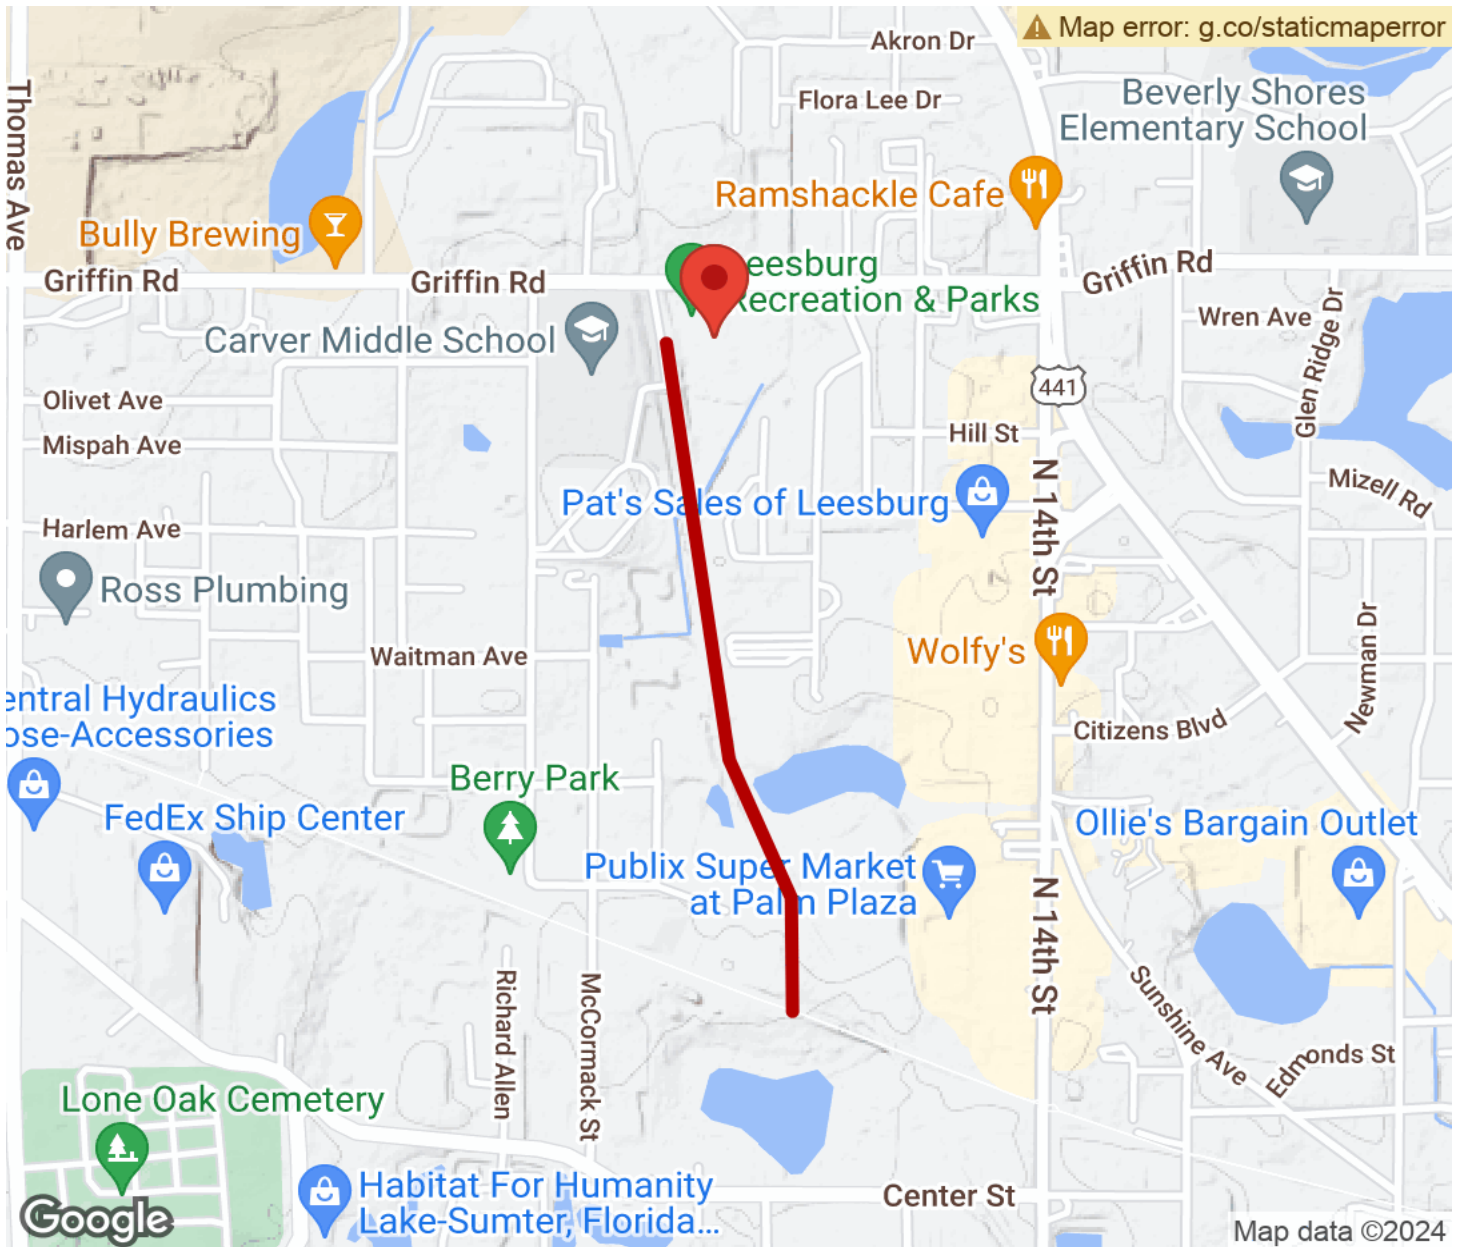 Map error: g.co/staticmaperror
Akron Dr
Thomas Ave
Beverly Shores
Elementary School
Flora Lee Dr
Ramshackle Cafe
Bully Brewing
Griffin Rd
Griffin Rd
Griffin Rd
eesburg
ecreation & Parks
Wren Ave
Glen Ridge Dr
Carver Middle School
441
Olivet Ave
Mispah Ave
Hill St
N 14th St
Mizell Rd
Pat's Sales of Leesburg
Harlem Ave
Ross Plumbing
Newman Dr
Waitman Ave
Wolfy's
entral Hydraulics
ose-Accessories
Citizens Blvd
Berry Park
FedEx Ship Center
Ollie's Bargain Outlet
Publix Super Market
at Palm Plaza
N 14th St
Richard Allen
McCormack St
Sunshine Ave
Edmonds St
Lone Oak Cemetery
Habitat For Humanity
Lake-Sumter, Florida...
Center St
Google
Map data ©2024